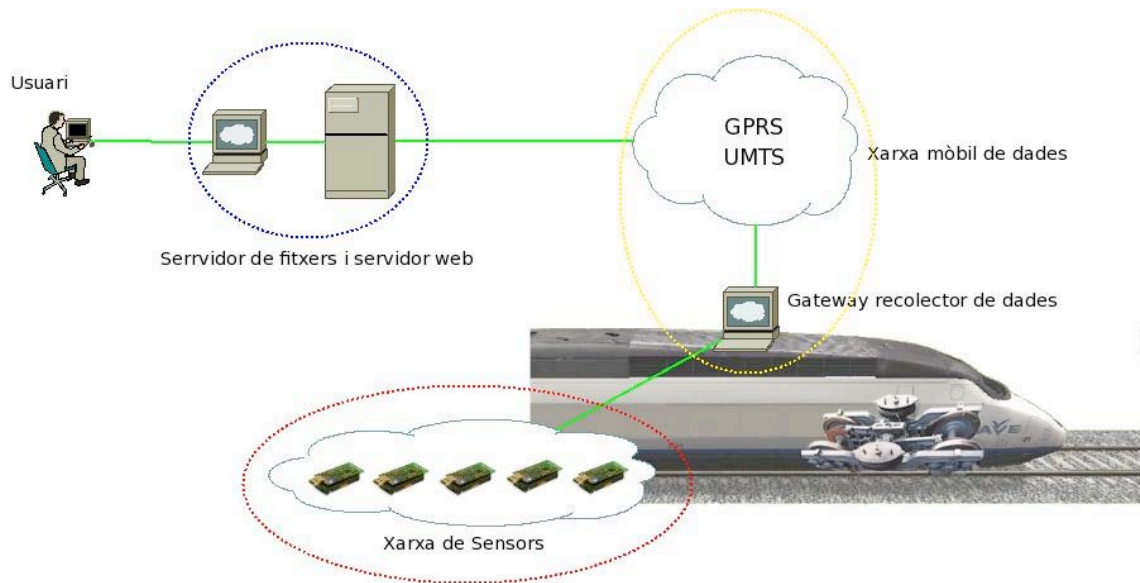 Usuari
GPRS
UMTS
Xarxa mòbil de dades
Serrvidor de fitxers i servidor web
Gateway recolector de dades
AVE
Xarxa de Sensors